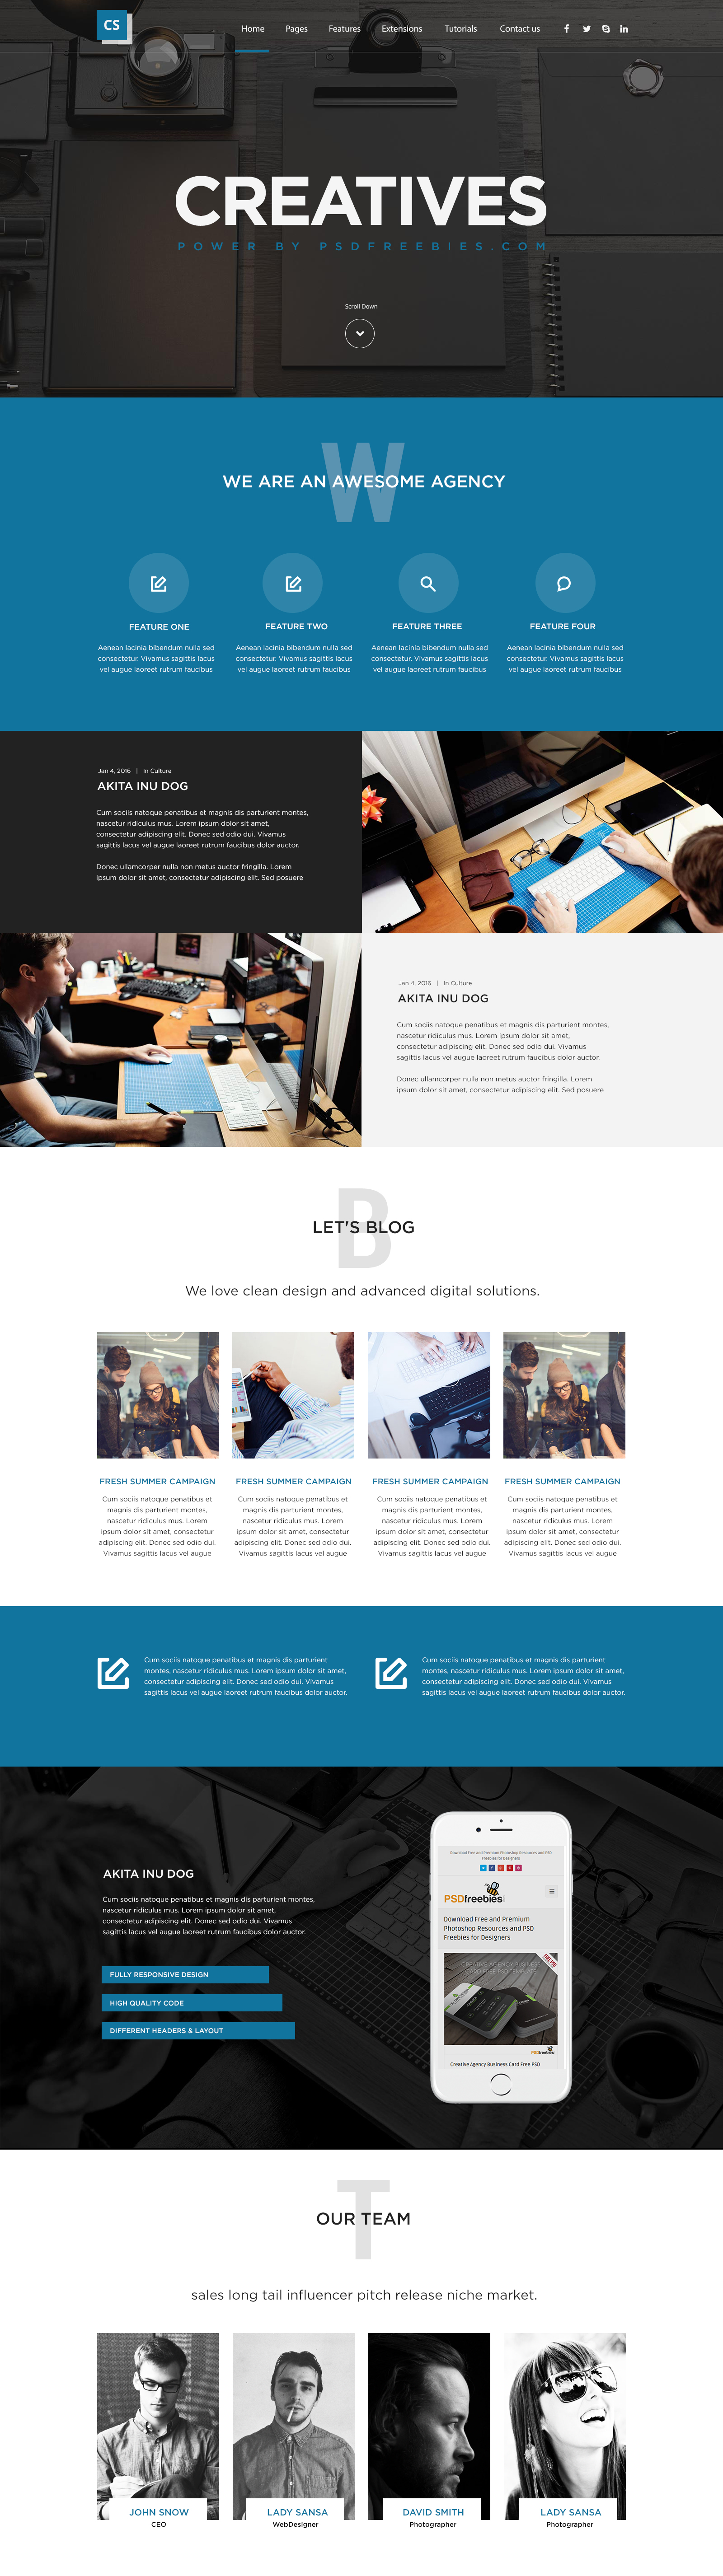 CS
Home Pages Features Extensions Tutorials Contact us
CREATIVES
POWER BY PSDFREEBIES.COM
Scroll Down
W
WE ARE AN AWESOME AGENCY
FEATURE ONE
Aenean lacinia bibendum nulla sed
consectetur. Vivamus sagittis lacus
vel augue laoreet rutrum faucibus
FEATURE TWO
Aenean lacinia bibendum nulla sed
consectetur. Vivamus sagittis lacus
vel augue laoreet rutrum faucibus
FEATURE THREE
Aenean lacinia bibendum nulla sed
consectetur. Vivamus sagittis lacus
vel augue laoreet rutrum faucibus
FEATURE FOUR
Aenean lacinia bibendum nulla sed
consectetur. Vivamus sagittis lacus
vel augue laoreet rutrum faucibus
Jan 4, 2016 | In Culture
AKITA INU DOG
Cum sociis natoque penatibus et magnis dis parturient montes,
nascetur ridiculus mus. Lorem ipsum dolor sit amet,
consectetur adipiscing elit. Donec sed odio dui. Vivamus
sagittis lacus vel augue laoreet rutrum faucibus dolor auctor.
Donec ullamcorper nulla non metus auctor fringilla. Lorem
ipsum dolor sit amet, consectetur adipiscing elit. Sed posuere
Jan 4, 2016 | In Culture
AKITA INU DOG
Cum sociis natoque penatibus et magnis dis parturient montes,
nascetur ridiculus mus. Lorem ipsum dolor sit amet,
consectetur adipiscing elit. Donec sed odio dui. Vivamus
sagittis lacus vel augue laoreet rutrum faucibus dolor auctor.
Donec ullamcorper nulla non metus auctor fringilla. Lorem
ipsum dolor sit amet, consectetur adipiscing elit. Sed posuere
B
LET'S BLOG
We love clean design and advanced digital solutions.
FRESH SUMMER CAMPAIGN
Cum sociis natoque penatibus et
magnis dis parturient montes,
nascetur ridiculus mus. Lorem
ipsum dolor sit amet, consectetur
adipiscing elit. Donec sed odio dui.
Vivamus sagittis lacus vel augue
FRESH SUMMER CAMPAIGN
Cum sociis natoque penatibus et
magnis dis parturient montes,
nascetur ridiculus mus. Lorem
ipsum dolor sit amet, consectetur
adipiscing elit. Donec sed odio dui.
Vivamus sagittis lacus vel augue
FRESH SUMMER CAMPAIGN
Cum sociis natoque penatibus et
magnis dis parturient montes,
nascetur ridiculus mus. Lorem
ipsum dolor sit amet, consectetur
adipiscing elit. Donec sed odio dui.
Vivamus sagittis lacus vel augue
FRESH SUMMER CAMPAIGN
Cum sociis natoque penatibus et
magnis dis parturient montes,
nascetur ridiculus mus. Lorem
ipsum dolor sit amet, consectetur
adipiscing elit. Donec sed odio dui.
Vivamus sagittis lacus vel augue
Cum sociis natoque penatibus et magnis dis parturient
montes, nascetur ridiculus mus. Lorem ipsum dolor sit amet,
consectetur adipiscing elit. Donec sed odio dui. Vivamus
sagittis lacus vel augue laoreet rutrum faucibus dolor auctor.
Cum sociis natoque penatibus et magnis dis parturient
montes, nascetur ridiculus mus. Lorem ipsum dolor sit amet,
consectetur adipiscing elit. Donec sed odio dui. Vivamus
sagittis lacus vel augue laoreet rutrum faucibus dolor auctor.
AKITA INU DOG
Cum sociis natoque penatibus et magnis dis parturient montes,
nascetur ridiculus mus. Lorem ipsum dolor sit amet,
consectetur adipiscing elit. Donec sed odio dui. Vivamus
sagittis lacus vel augue laoreet rutrum faucibus dolor auctor.
FULLY RESPONSIVE DESIGN
HIGH QUALITY CODE
DIFFERENT HEADERS & LAYOUT
Download Free and Premium Photoshop Resources and PSD
Freebies for Designers
PSDfreebies
Download Free and Premium
Photoshop Resources and PSD
Freebies for Designers
CREATIVE AGENCY BUSINESS
FREE PSD
PSDfreebies
Creative Agency Business Card Free PSD
T
OUR TEAM
sales long tail influencer pitch release niche market.
JOHN SNOW
CEO
LADY SANSA
WebDesigner
DAVID SMITH
Photographer
LADY SANSA
Photographer